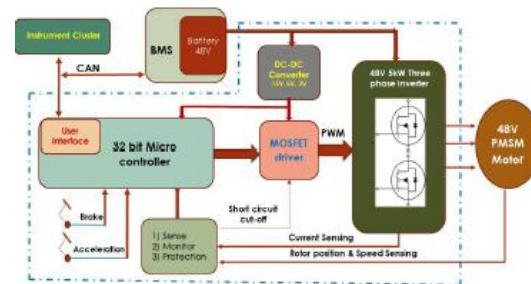 Instrument Cluster
BMS
Battery
48V
CAN
DC-DC
Converter
15V, 5V, 3V
48V 5kW Three
phase inverter
User
Interface
32 bit Micro
controller
MOSFET
driver
PWM
48V
PMSM
Motor
Brake
Acceleration
Short circuit
cut-off
1) Sense
2) Monitor
3) Protection
Current Sensing
Rotor position & Speed Sensing